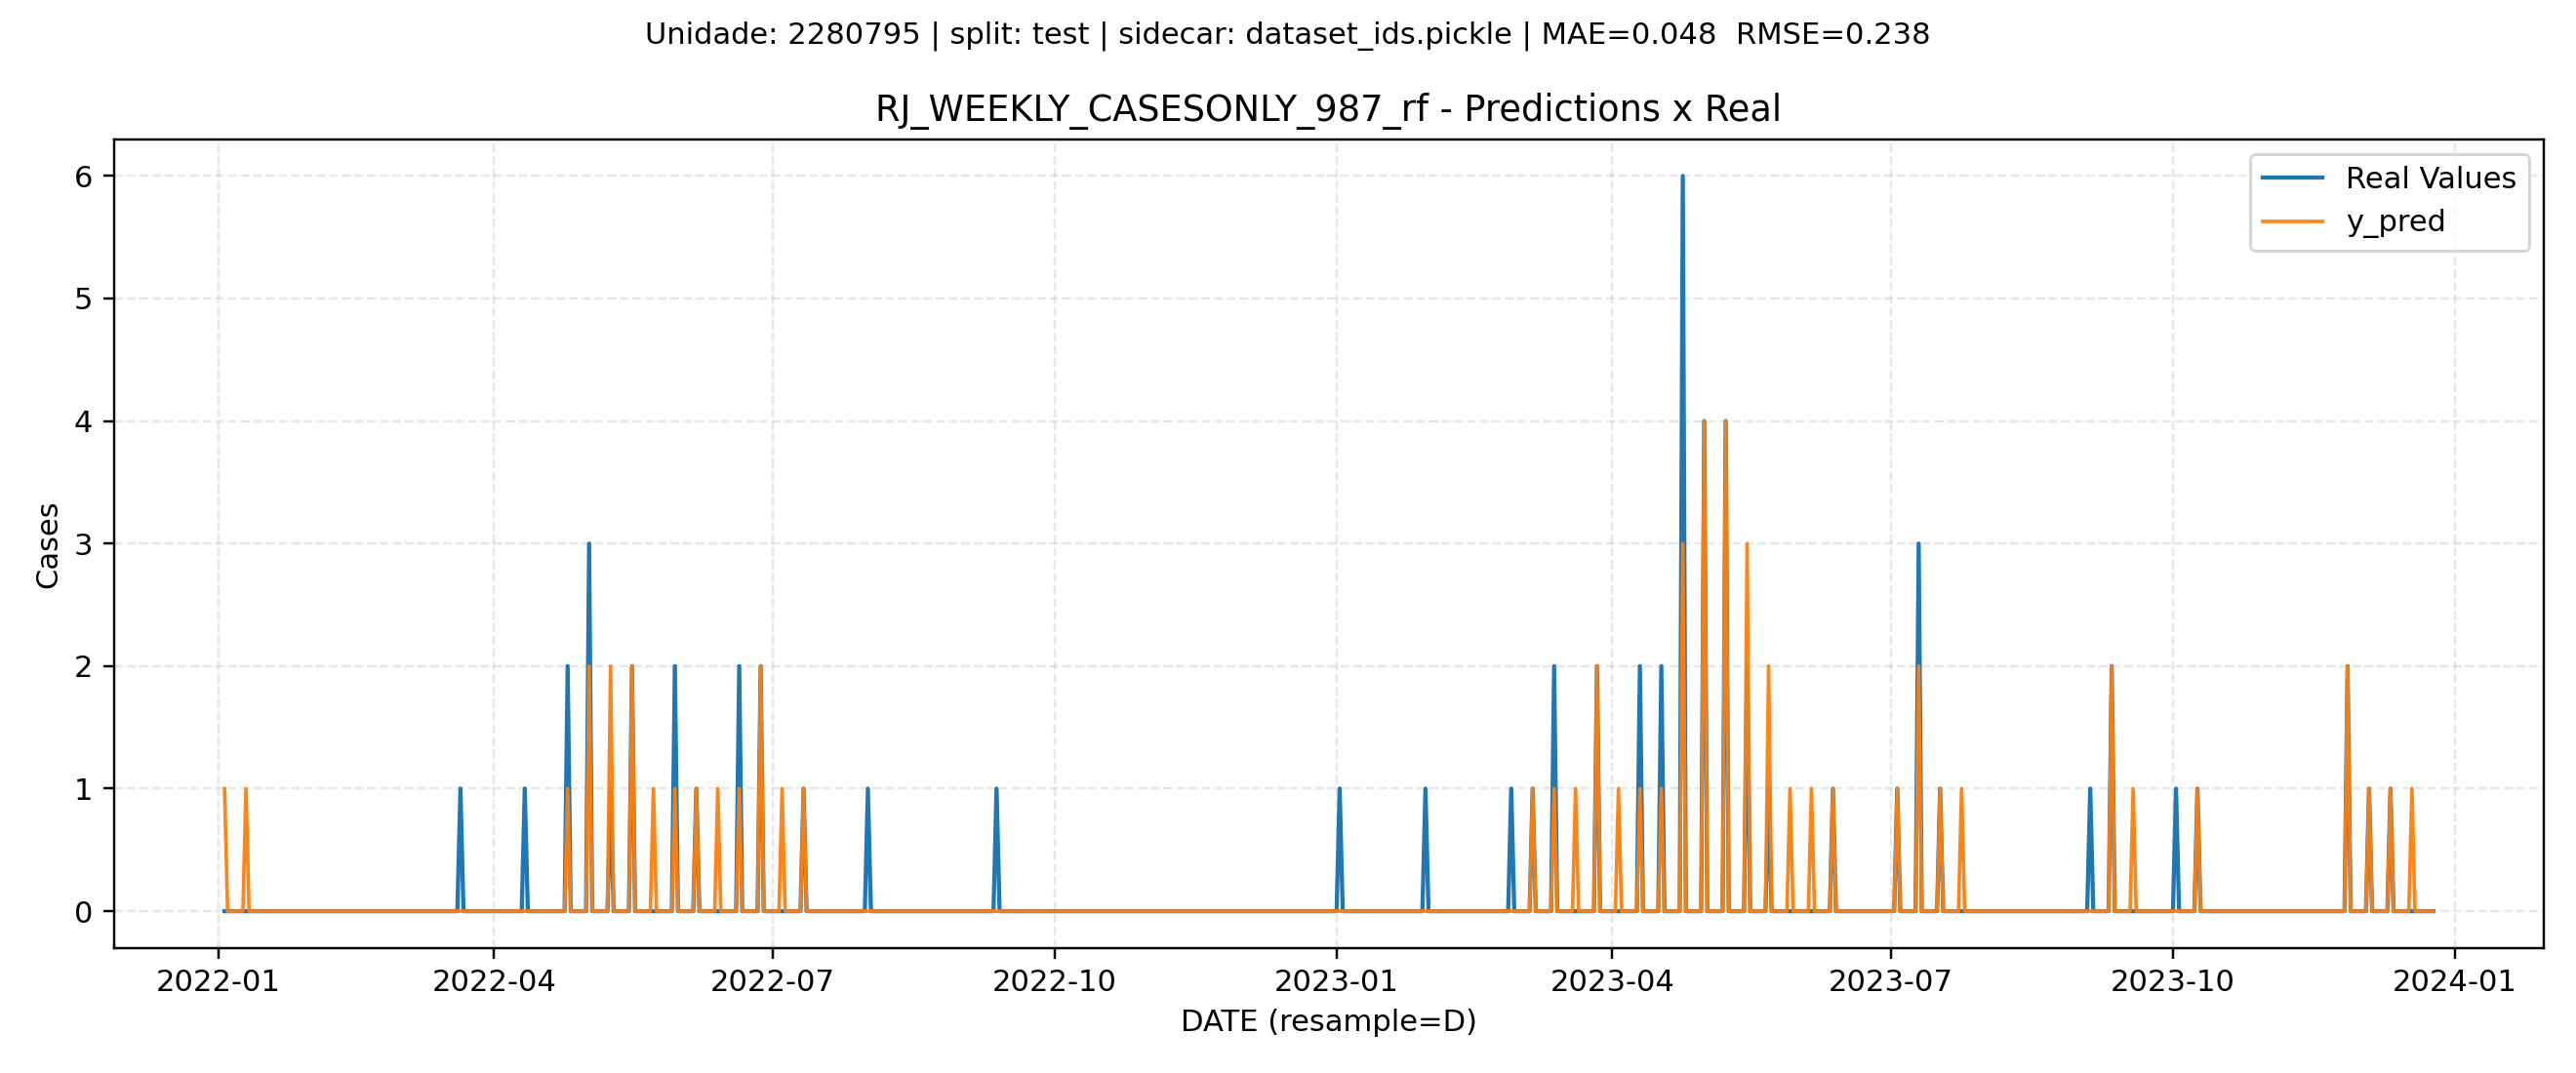 Unidade: 2280795 | split: test | sidecar: dataset_ids.pickle | MAE=0.048  RMSE=0.238
RJ_WEEKLY_CASESONLY_987_rf - Predictions x Real
Real Values
y_pred
Cases
6
5
4
3
2
1
0
2022-01
2022-04
2022-07
2022-10
2023-01
2023-04
2023-07
2023-10
2024-01
DATE (resample=D)